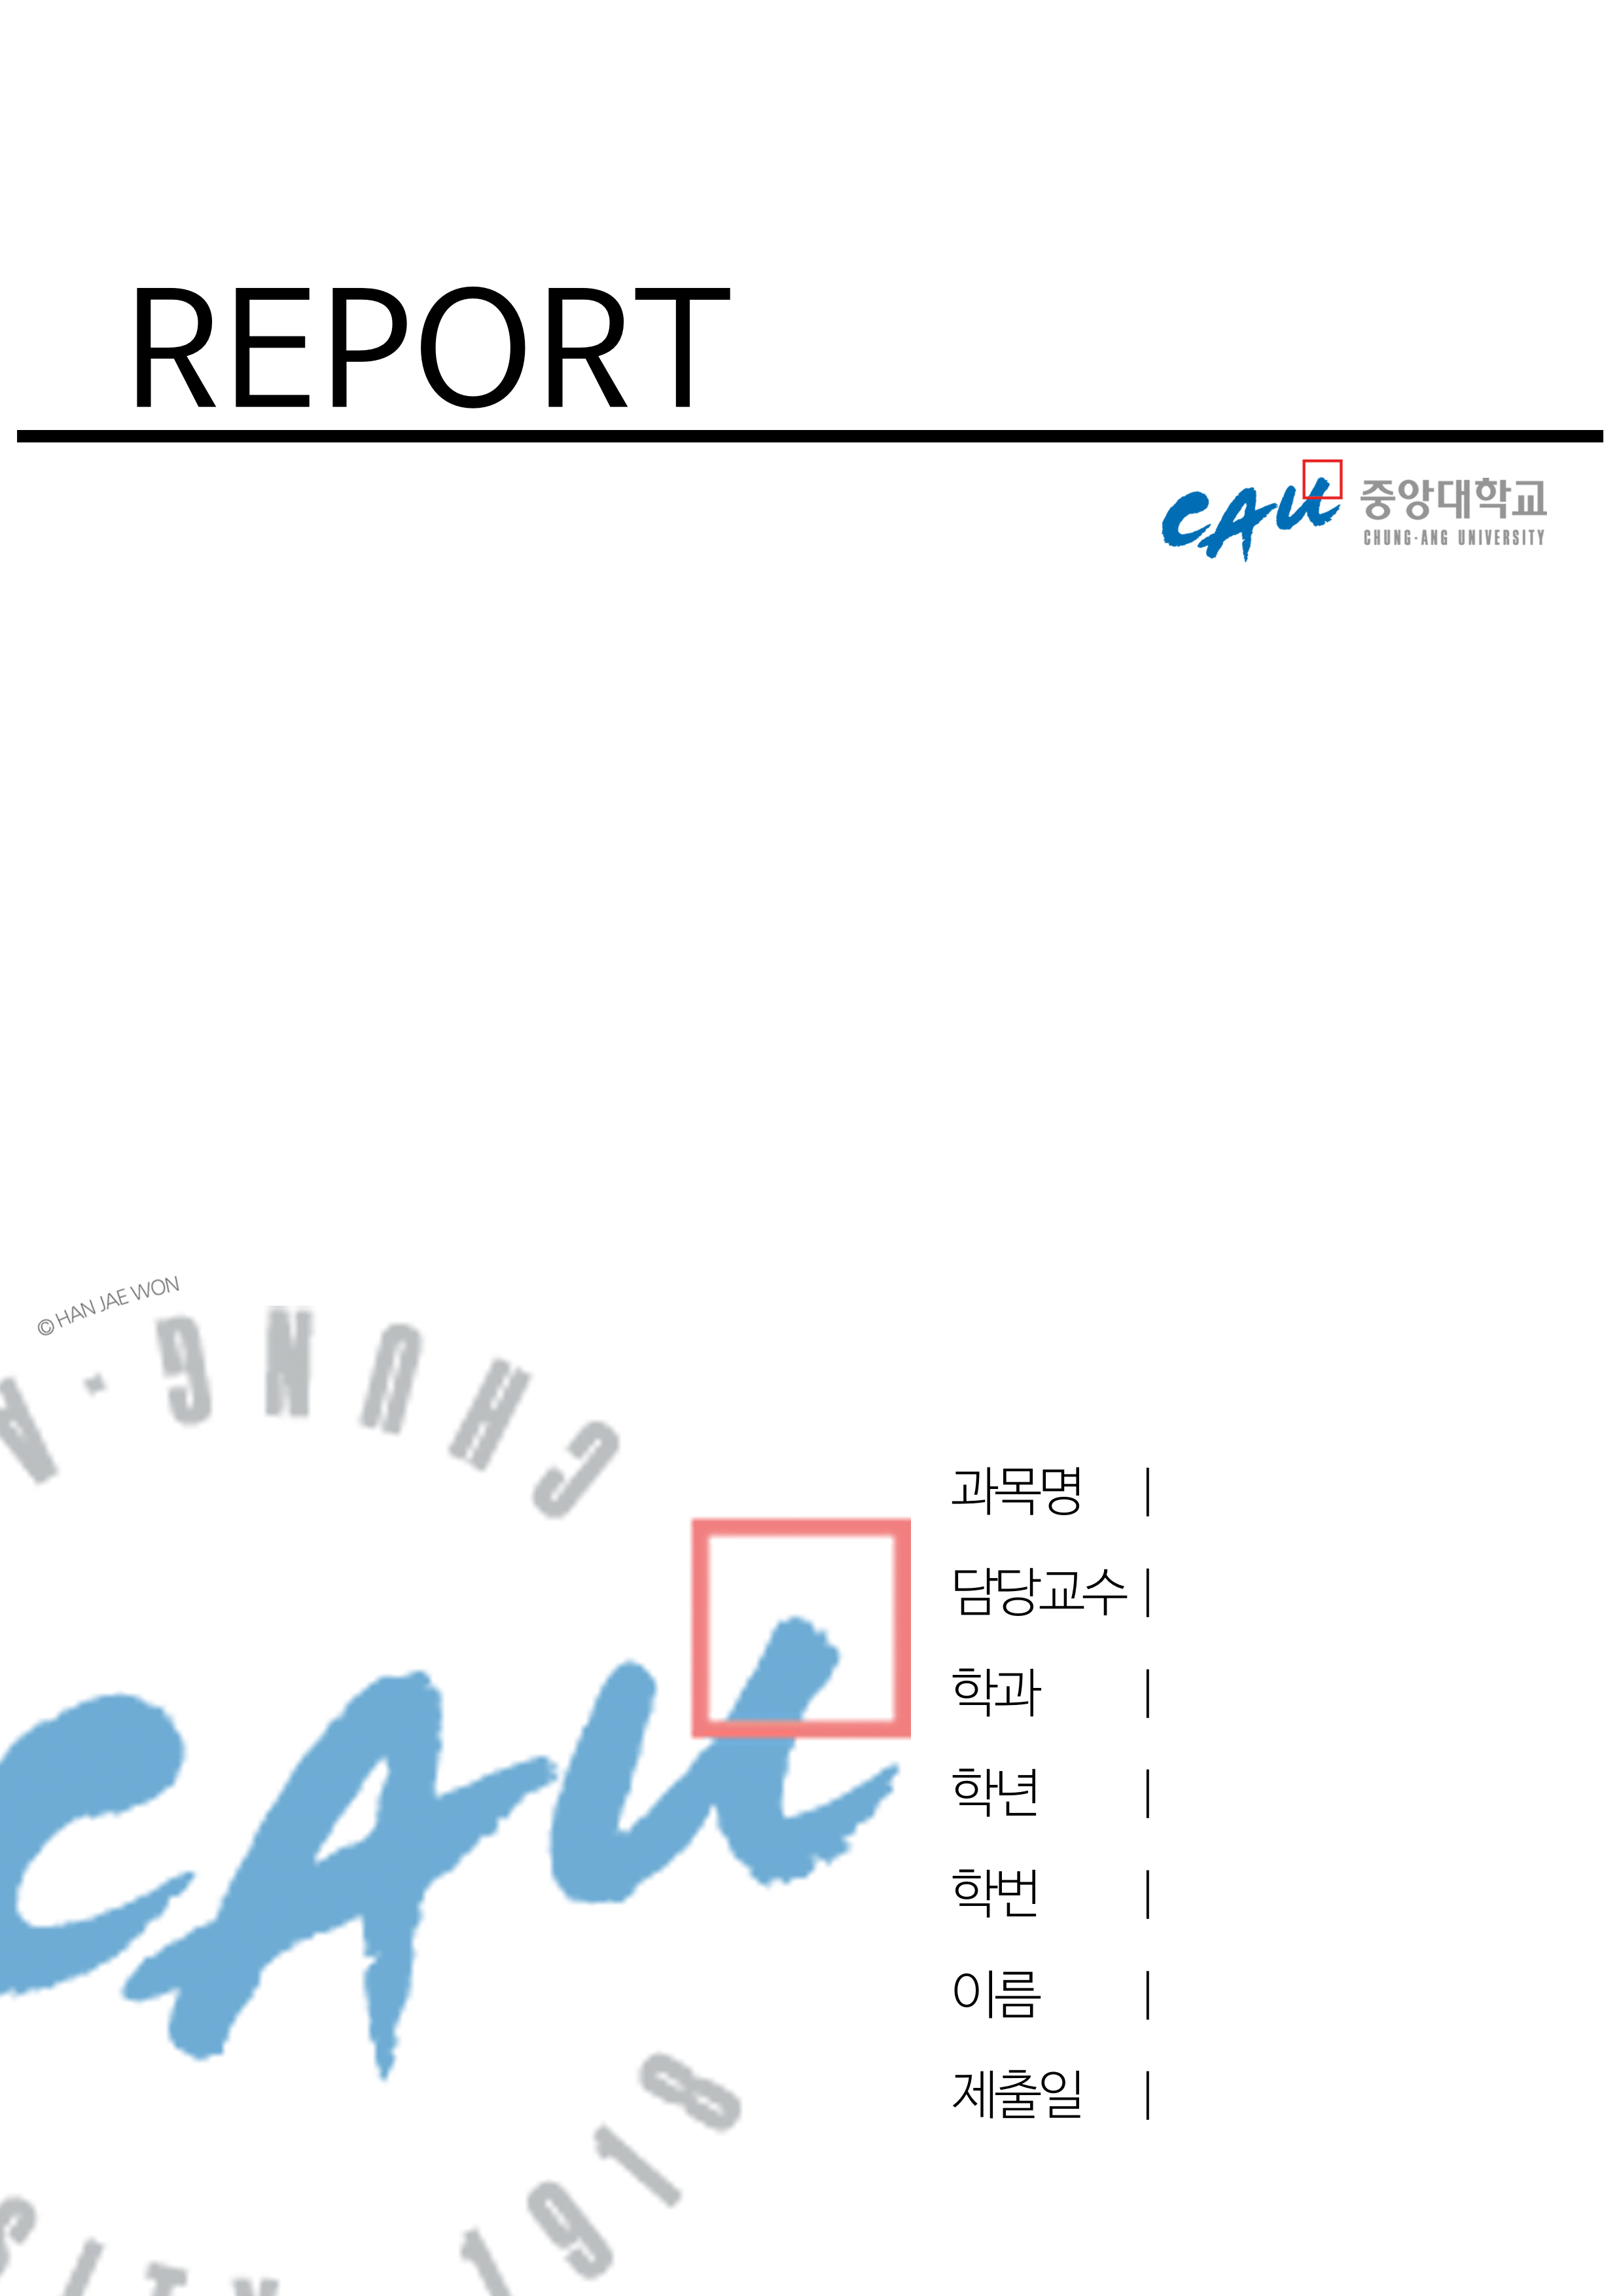 REPORT
CAU 중앙대학교
CHUNG·ANG UNIVERSITY
© HAN JAE WON
CHUNG · A
CAU
과목명 |
담당교수 |
학과 |
학년 |
학번 |
이름 |
제출일 |
1918